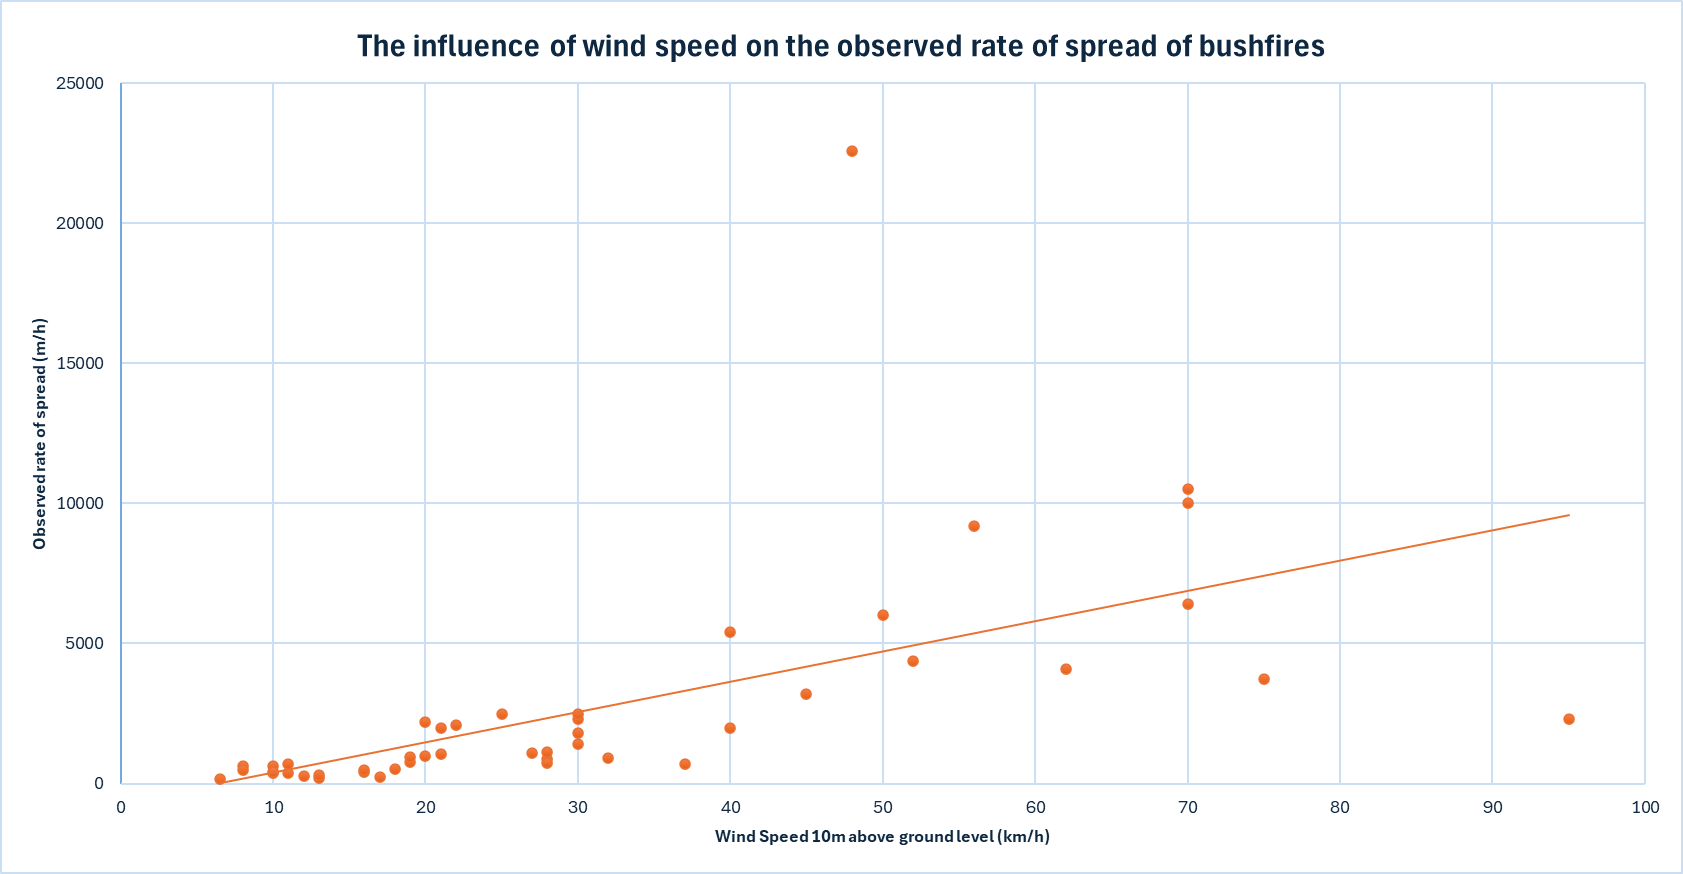 The influence of wind speed on the observed rate of spread of bushfires
25000
20000
15000
10000
5000
0
Observed rate of spread (m/h)
0 10 20 30 40 50 60 70 80 90 100
Wind Speed 10m above ground level (km/h)